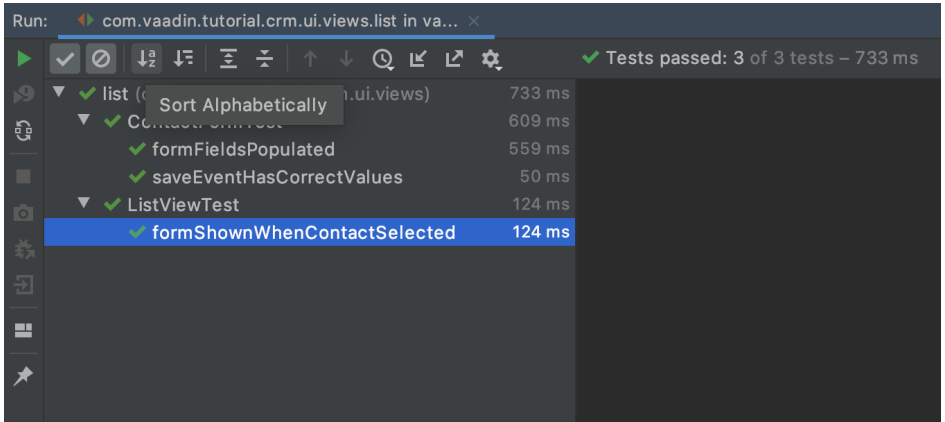 Run: com.vaadin.tutorial.crm.ui.views.list in va...
Tests passed: 3 of 3 tests – 733 ms
list (c m.ui.views) 733 ms
Sort Alphabetically
609 ms
formFieldsPopulated 559 ms
saveEventHasCorrectValues 50 ms
ListViewTest 124 ms
formShownWhenContactSelected 124 ms